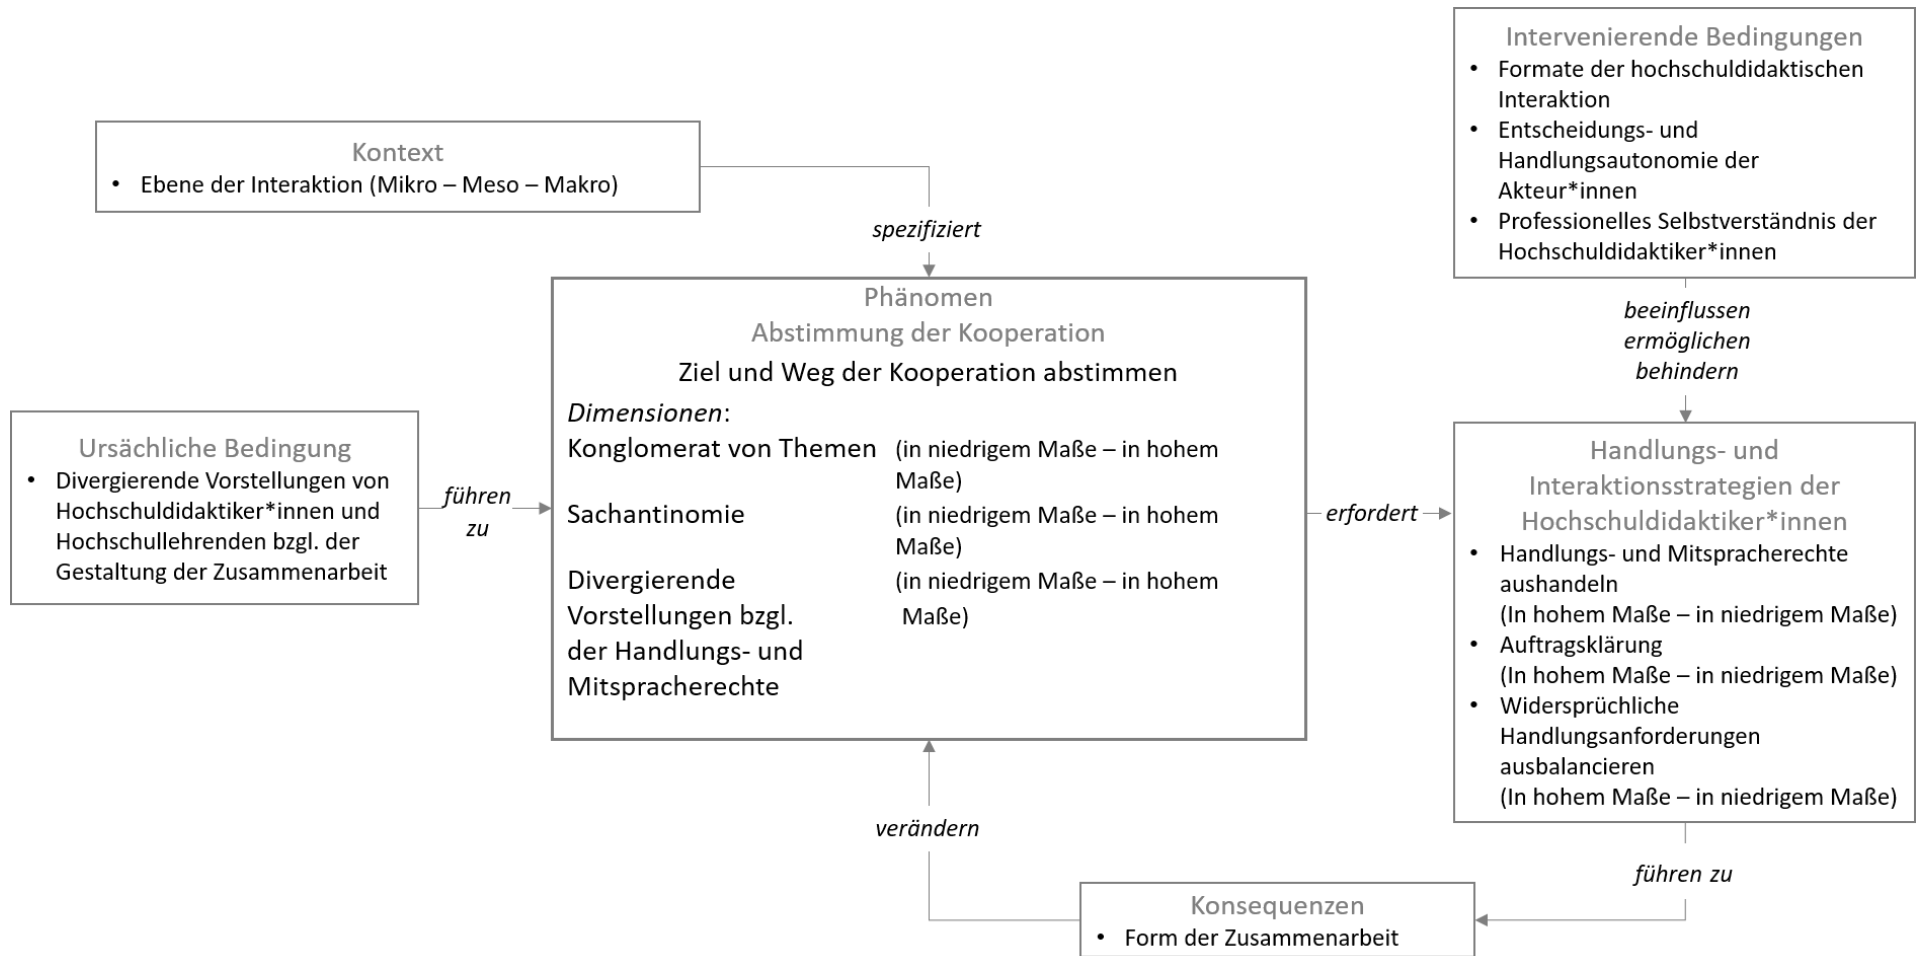 Kontext
• Ebene der Interaktion (Mikro – Meso – Makro)
spezifiziert
Ursächliche Bedingung
• Divergierende Vorstellungen von
Hochschuldidaktiker*innen und
Hochschullehrenden bzgl. der
Gestaltung der Zusammenarbeit
führen
zu
Phänomen
Abstimmung der Kooperation
Ziel und Weg der Kooperation abstimmen
Dimensionen:
Konglomerat von Themen (in niedrigem Maße – in hohem
Maße)
Sachantinomie (in niedrigem Maße – in hohem
Maße)
Divergierende (in niedrigem Maße – in hohem
Vorstellungen bzgl. Maße)
der Handlungs- und
Mitspracherechte
erfordert
Intervenierende Bedingungen
• Formate der hochschuldidaktischen
Interaktion
• Entscheidungs- und
Handlungsautonomie der
Akteur*innen
• Professionelles Selbstverständnis der
Hochschuldidaktiker*innen
beeinflussen
ermöglichen
behindern
Handlungs- und
Interaktionsstrategien der
Hochschuldidaktiker*innen
• Handlungs- und Mitspracherechte
aushandeln
(In hohem Maße – in niedrigem Maße)
• Auftragsklärung
(In hohem Maße – in niedrigem Maße)
• Widersprüchliche
Handlungsanforderungen
ausbalancieren
(In hohem Maße – in niedrigem Maße)
führen zu
Konsequenzen
• Form der Zusammenarbeit
verändern